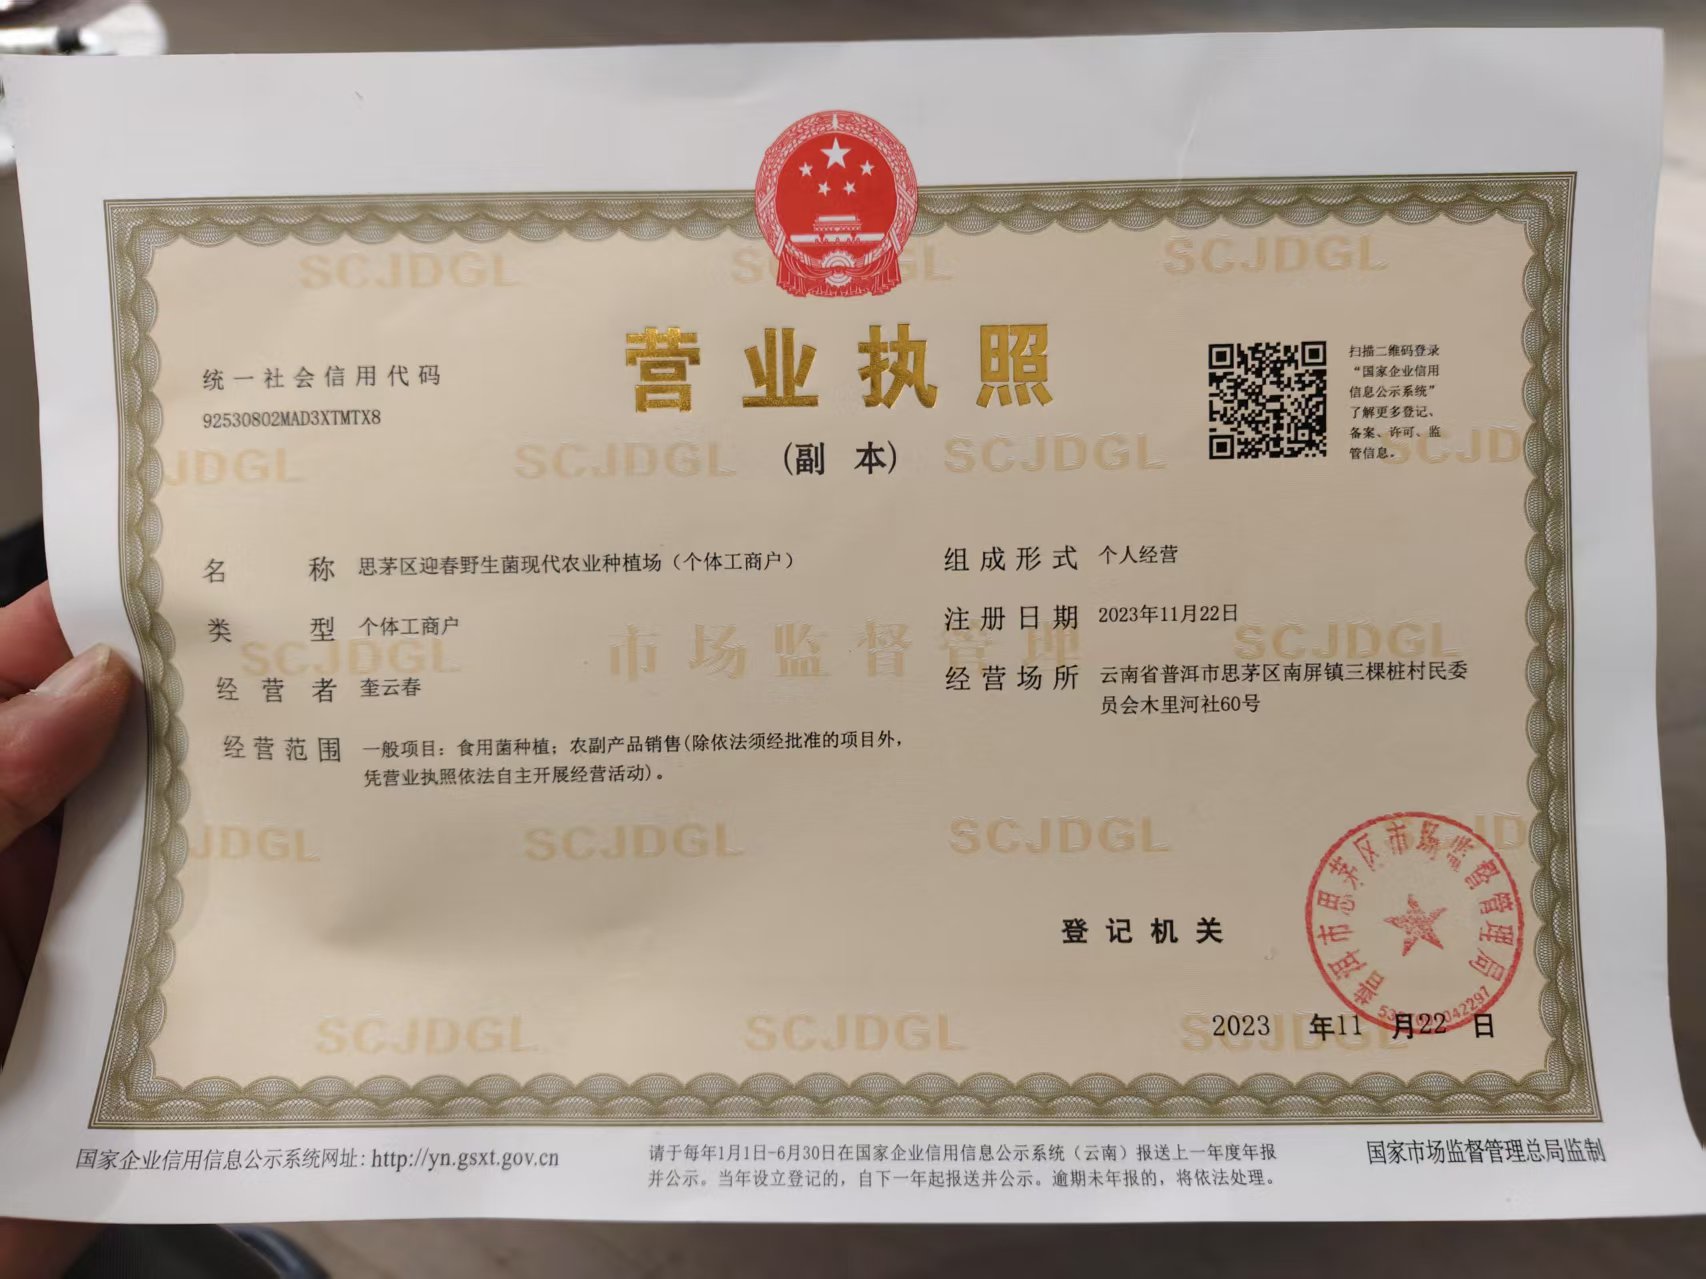 营业执照
(副本)
统一社会信用代码
92530802MAD3XTMTX8
扫描二维码登录
“国家企业信用
信息公示系统”
了解更多登记、
备案、许可、监
管信息。
名称 思茅区迎春野生菌现代农业种植场（个体工商户）
类型 个体工商户
经营者 奎云春
经营范围 一般项目：食用菌种植；农副产品销售(除依法须经批准的项目外，
凭营业执照依法自主开展经营活动)。
组成形式 个人经营
注册日期 2023年11月22日
经营场所 云南省普洱市思茅区南屏镇三棵桩村民委
员会木里河社60号
SCJDGL
市场监督管理
登记机关
普洱市思茅区市场监督管理局
2023 年11 月22 日
国家企业信用信息公示系统网址: http://yn.gsxt.gov.cn
请于每年1月1日-6月30日在国家企业信用信息公示系统（云南）报送上一年度年报
并公示。当年设立登记的，自下一年起报送并公示。逾期未年报的，将依法处理。
国家市场监督管理总局监制